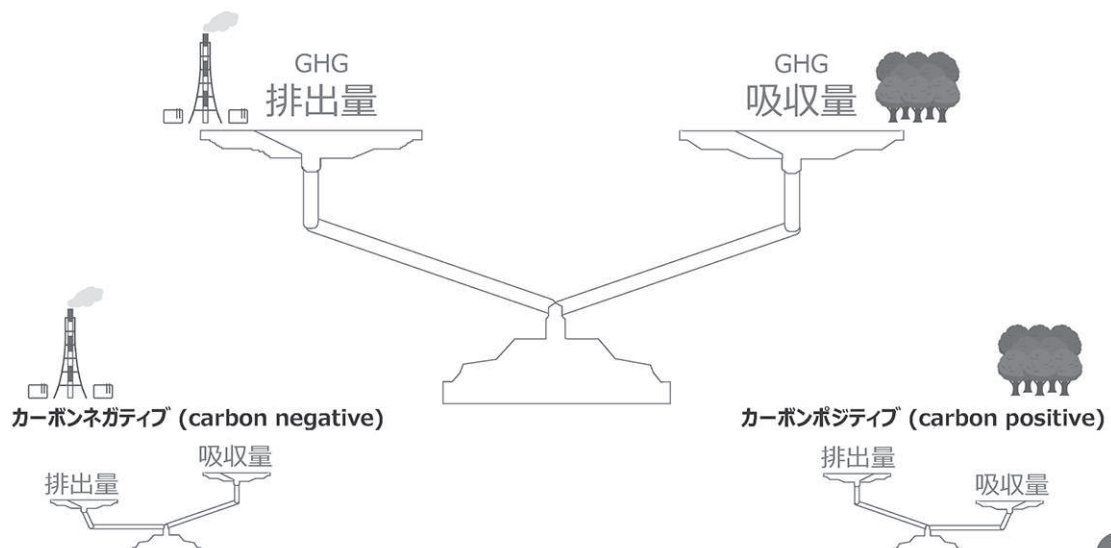 GHG
排出量
GHG
吸収量
カーボンネガティブ (carbon negative)
吸収量
排出量
カーボンポジティブ (carbon positive)
排出量
吸収量